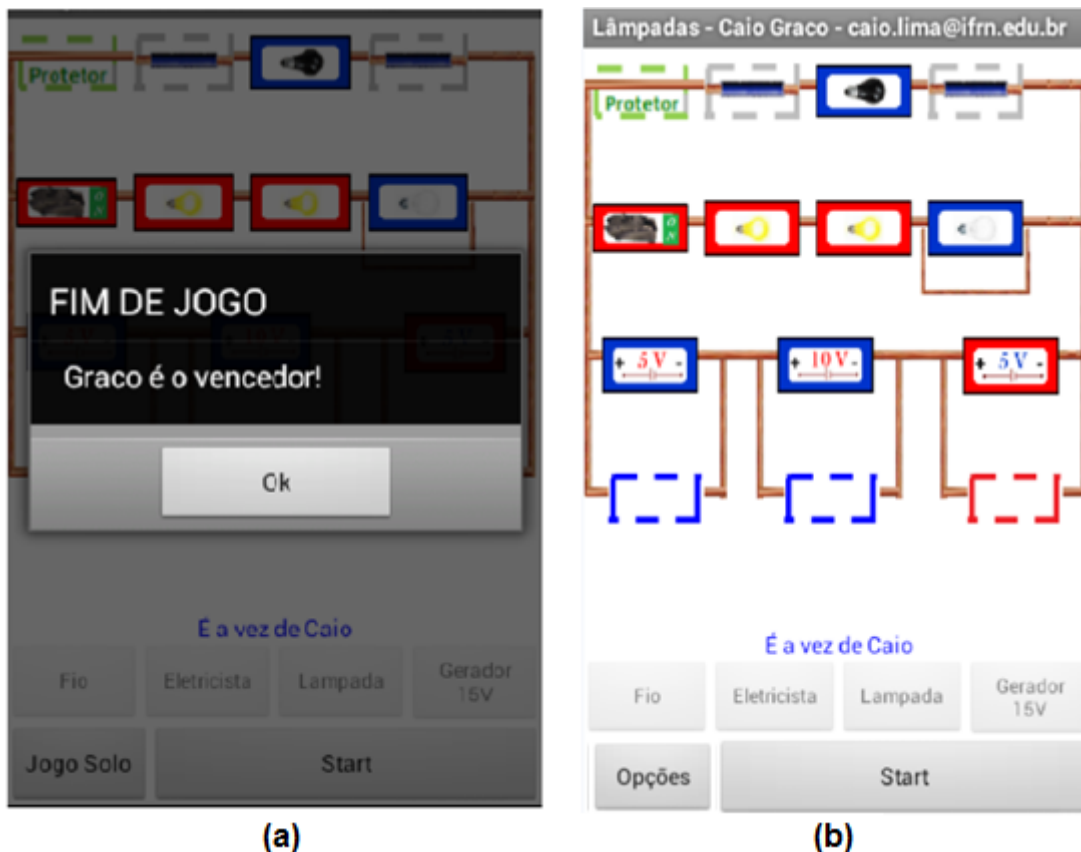 Protetor
FIM DE JOGO
Graco é o vencedor!
Ok
É a vez de Caio
Fio
Eletricista
Lampada
Gerador
15V
Jogo Solo
Start
(a)
Lâmpadas - Caio Graco - caio.lima@ifrn.edu.br
Protetor
+ 5 V -
+ 10 V -
+ 5 V -
É a vez de Caio
Fio
Eletricista
Lampada
Gerador
15V
Opções
Start
(b)